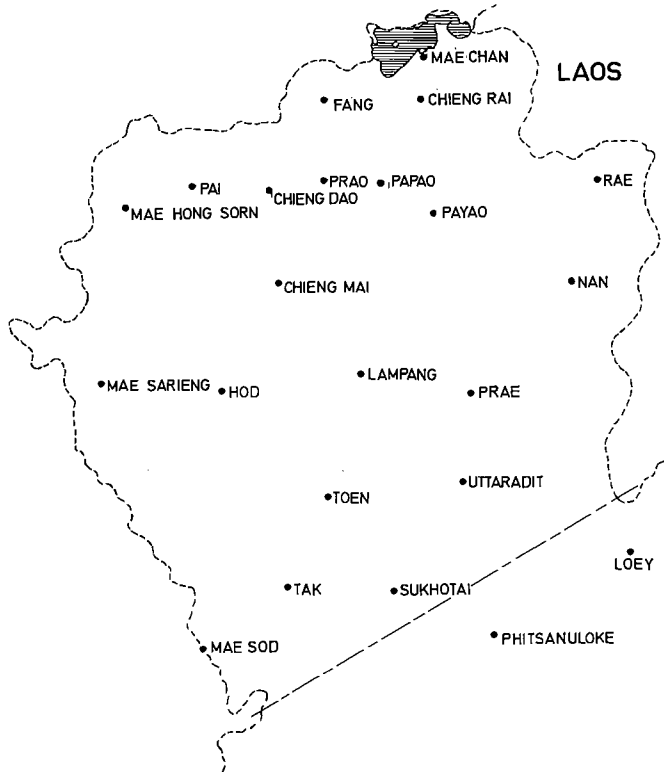 MAE CHAN
LAOS
FANG
CHIENG RAI
PAI
PRAO
PAPAO
RAE
CHIENG DAO
MAE HONG SORN
PAYAO
CHIENG MAI
NAN
LAMPANG
MAE SARIENG
HOD
PRAE
UTTARADIT
TOEN
LOEY
TAK
SUKHOTAI
PHITSANULOKE
MAE SOD